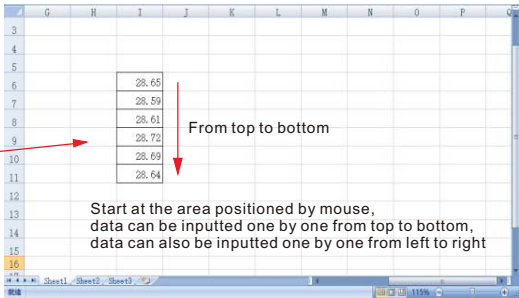 G H I J K L M N O P Q
3
4
5
6 28.65
7 28.59
8 28.61
From top to bottom
9 28.72
10 28.69
11 28.64
12
13 Start at the area positioned by mouse,
14 data can be inputted one by one from top to bottom,
15 data can also be inputted one by one from left to right
16
17
Sheet1 Sheet2 Sheet3
就绪 115%